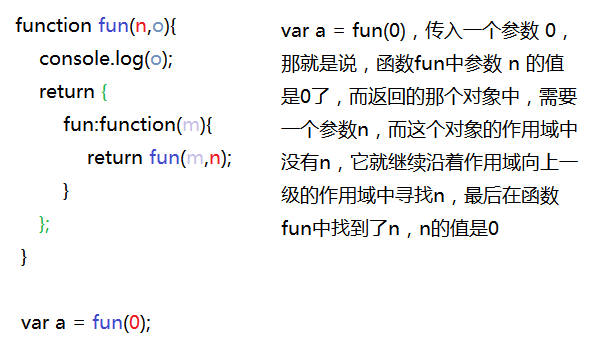 function fun(n,o){
console.log(o);
return {
fun:function(m){
return fun(m,n);
}
};
}
var a = fun(0);
var a = fun(0)，传入一个参数 0，
那就是说，函数fun中参数 n 的值
是0了，而返回的那个对象中，需要
一个参数n，而这个对象的作用域中
没有n，它就继续沿着作用域向上一
级的作用域中寻找n，最后在函数
fun中找到了n，n的值是0